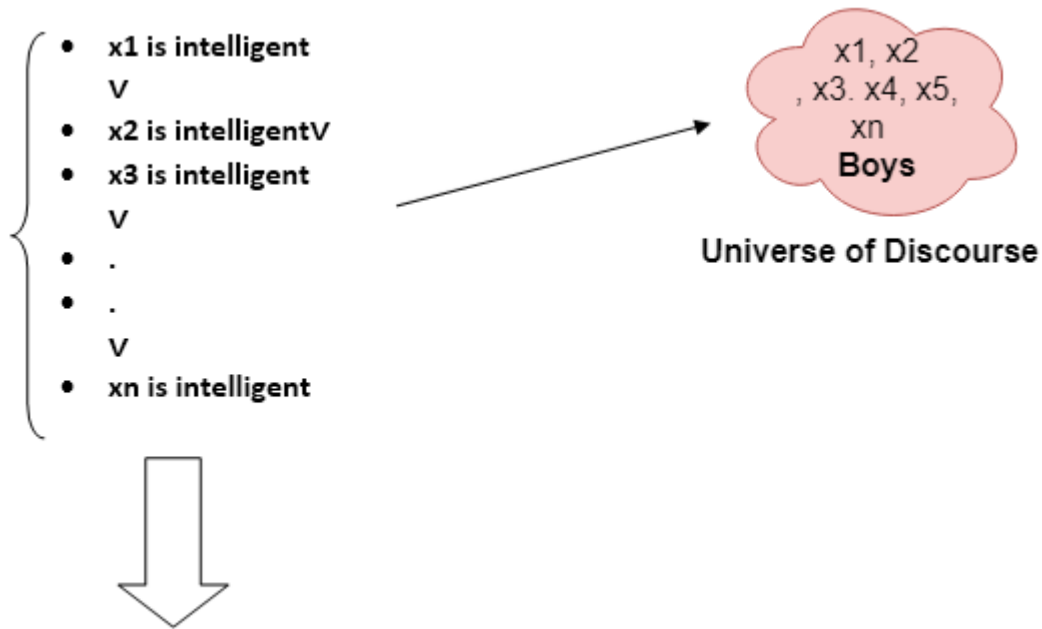 • x1 is intelligent
V
• x2 is intelligentV
• x3 is intelligent
V
• .
• .
V
• xn is intelligent
x1, x2
, x3. x4, x5,
xn
Boys
Universe of Discourse